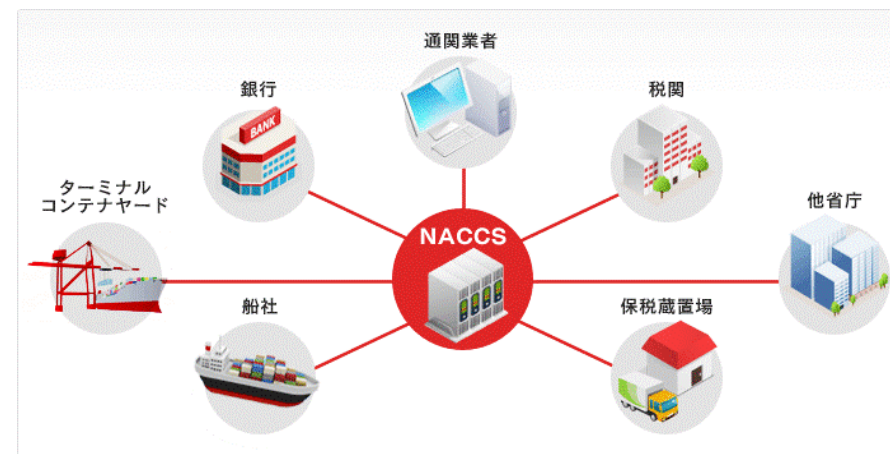 通関業者
銀行
BANK
税関
ターミナル
コンテナヤード
他省庁
NACCS
船社
保税蔵置場